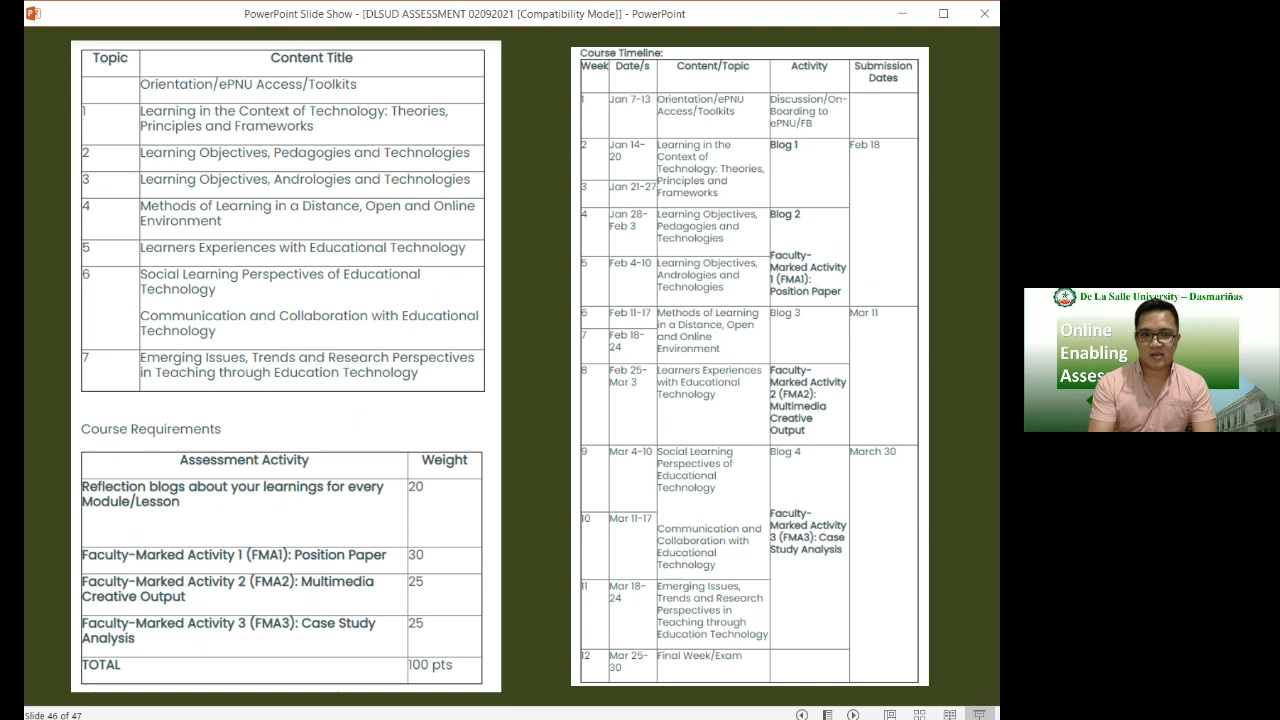 PowerPoint Slide Show - [DLSUD ASSESSMENT 02092021 [Compatibility Mode]] - PowerPoint
Topic Content Title
Orientation/ePNU Access/Toolkits
1 Learning in the Context of Technology: Theories,
Principles and Frameworks
2 Learning Objectives, Pedagogies and Technologies
3 Learning Objectives, Andrologies and Technologies
4 Methods of Learning in a Distance, Open and Online
Environment
5 Learners Experiences with Educational Technology
6 Social Learning Perspectives of Educational
Technology
Communication and Collaboration with Educational
Technology
7 Emerging Issues, Trends and Research Perspectives
in Teaching through Education Technology
Course Requirements
Assessment Activity Weight
Reflection blogs about your learnings for every 20
Module/Lesson
Faculty-Marked Activity 1 (FMA1): Position Paper 30
Faculty-Marked Activity 2 (FMA2): Multimedia 25
Creative Output
Faculty-Marked Activity 3 (FMA3): Case Study 25
Analysis
TOTAL 100 pts
Course Timeline:
Week Date/s Content/Topic Activity Submission
Dates
1 Jan 7-13 Orientation/ePNU Discussion/On-
Access/Toolkits Boarding to
ePNU/FB
2 Jan 14- Learning in the Blog 1 Feb 18
20 Context of
Technology: Theories,
3 Jan 21-27 Principles and
Frameworks
4 Jan 28- Learning Objectives, Blog 2
Feb 3 Pedagogies and
Technologies
Faculty-
5 Feb 4-10 Learning Objectives, Marked Activity
Andrologies and 1 (FMA1):
Technologies Position Paper
6 Feb 11-17 Methods of Learning Blog 3 Mar 11
in a Distance, Open
7 Feb 18- and Online
24 Environment
8 Feb 25- Learners Experiences Faculty-
Mar 3 with Educational Marked Activity
Technology 2 (FMA2):
Multimedia
Creative
Output
9 Mar 4-10 Social Learning Blog 4 March 30
Perspectives of
Educational
Technology
10 Mar 11-17 Faculty-
Communication and Marked Activity
Collaboration with 3 (FMA3): Case
Educational Study Analysis
Technology
11 Mar 18- Emerging Issues,
24 Trends and Research
Perspectives in
Teaching through
Education Technology
12 Mar 25- Final Week/Exam
30
De La Salle University – Dasmariñas
Online
Enabling
Slide 46 of 47